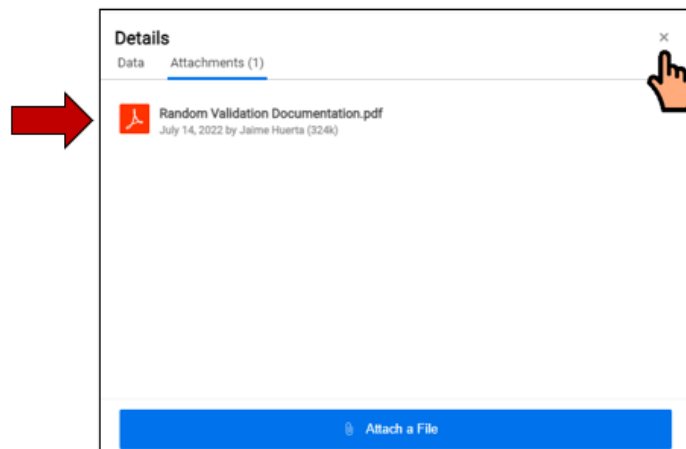 Details
Data Attachments (1)
Random Validation Documentation.pdf
July 14, 2022 by Jaime Huerta (324k)
Attach a File